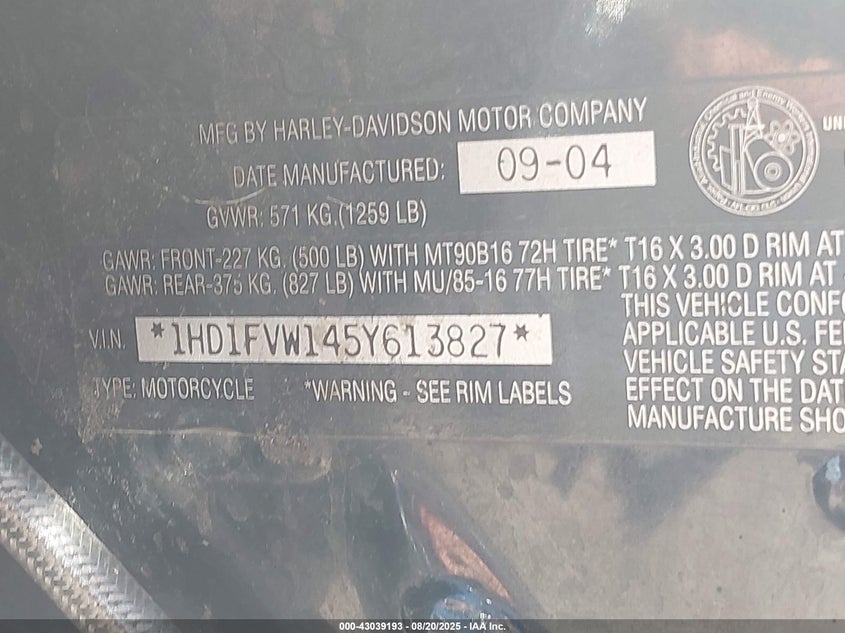 MFG BY HARLEY-DAVIDSON MOTOR COMPANY
DATE MANUFACTURED: 09-04
UNI
GVWR: 571 KG.(1259 LB)
GAWR: FRONT-227 KG. (500 LB) WITH MT90B16 72H TIRE* T16 X 3.00 D RIM AT
GAWR: REAR-375 KG. (827 LB) WITH MU/85-16 77H TIRE* T16 X 3.00 D RIM AT
THIS VEHICLE CONFO
V.I.N. *1HD1FVW145Y613827*
APPLICABLE U.S. FE
VEHICLE SAFETY STA
TYPE: MOTORCYCLE *WARNING - SEE RIM LABELS
EFFECT ON THE DAT
MANUFACTURE SHO
000-43039193 - 08/20/2025 - IAA Inc.